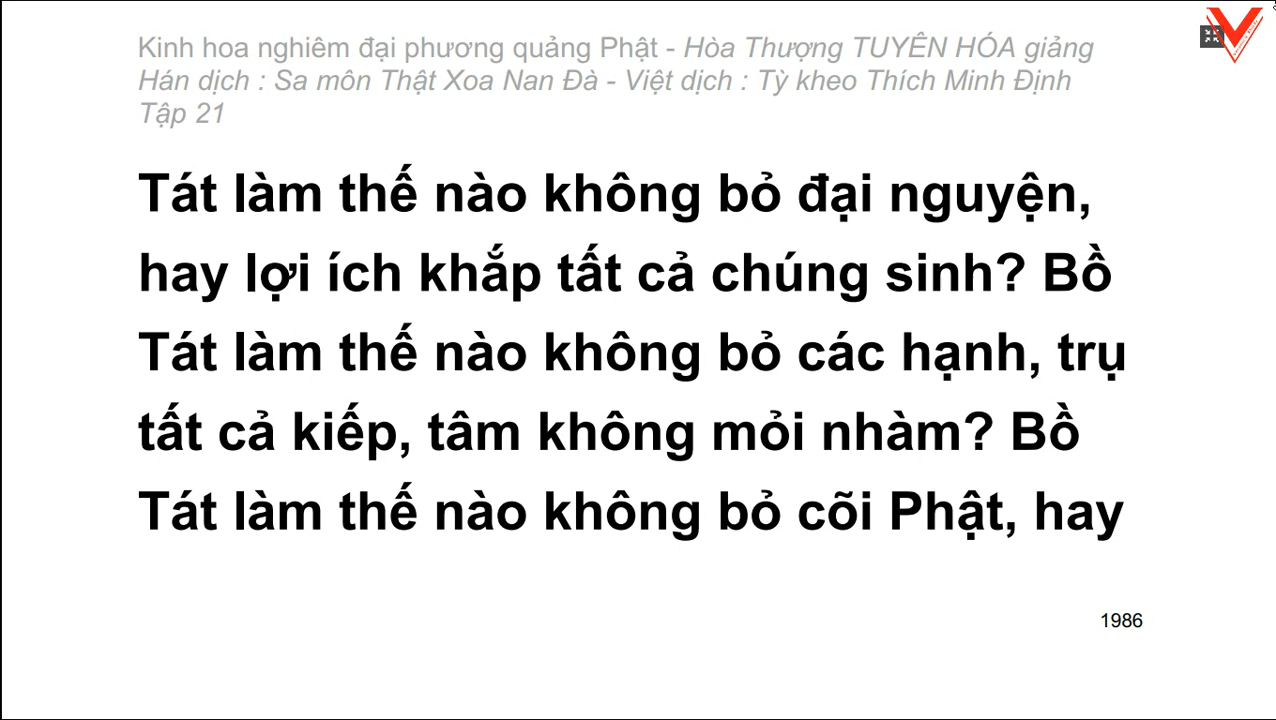 Kinh hoa nghiêm đại phương quảng Phật - Hòa Thượng TUYÊN HÓA giảng
Hán dịch : Sa môn Thật Xoa Nan Đà - Việt dịch : Tỳ kheo Thích Minh Định
Tập 21
Tát làm thế nào không bỏ đại nguyện,
hay lợi ích khắp tất cả chúng sinh? Bồ
Tát làm thế nào không bỏ các hạnh, trụ
tất cả kiếp, tâm không mỏi nhàm? Bồ
Tát làm thế nào không bỏ cõi Phật, hay
1986